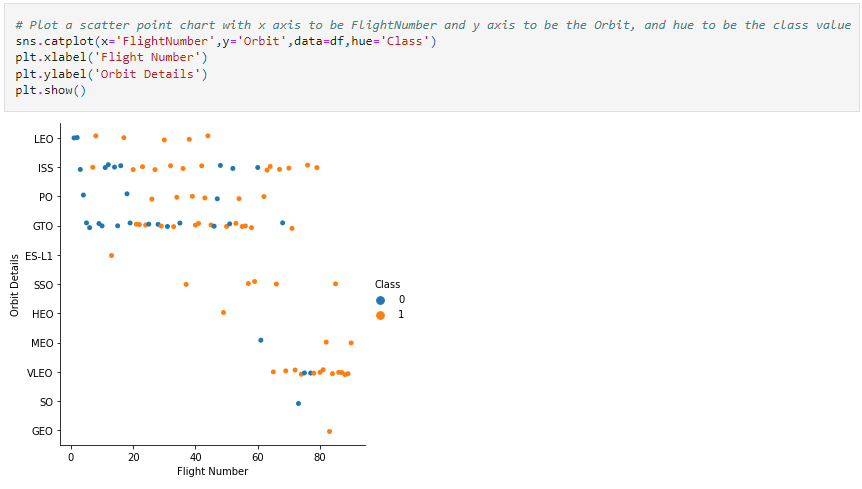 # Plot a scatter point chart with x axis to be FlightNumber and y axis to be the Orbit, and hue to be the class value
sns.catplot(x='FlightNumber',y='Orbit',data=df,hue='Class')
plt.xlabel('Flight Number')
plt.ylabel('Orbit Details')
plt.show()
LEO
ISS
PO
GTO
ES-L1
SSO
HEO
MEO
VLEO
SO
GEO
Orbit Details
0 20 40 60 80
Flight Number
Class
0
1